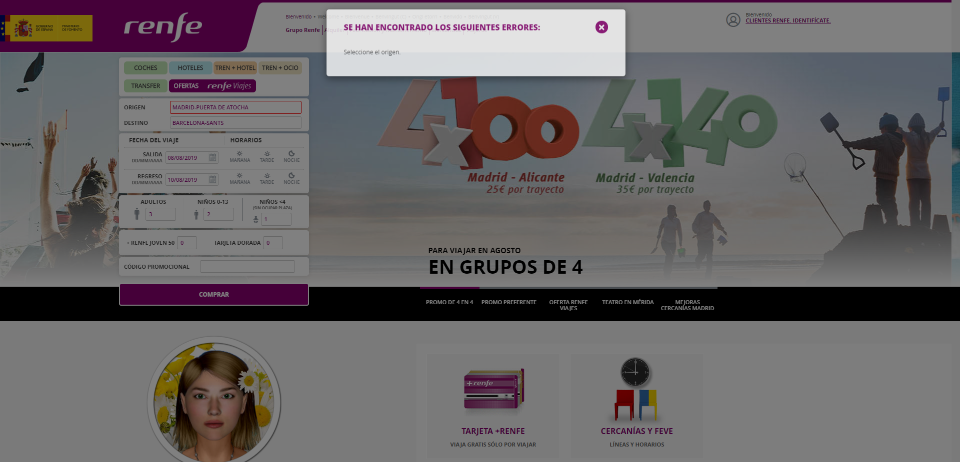 GOBIERNO DE ESPAÑA
MINISTERIO DE FOMENTO
renfe
Bienvenido
Grupo Renfe
SE HAN ENCONTRADO LOS SIGUIENTES ERRORES:
Seleccione el origen.
Bienvenido
CLIENTES RENFE. IDENTIFÍCATE.
COCHES
HOTELES
TREN + HOTEL
TREN + OCIO
TRANSFER
OFERTAS
renfe Viajes
ORIGEN
MADRID-PUERTA DE ATOCHA
DESTINO
BARCELONA-SANTS
FECHA DEL VIAJE
HORARIOS
SALIDA
DD/MM/AAAA
08/08/2019
MAÑANA
TARDE
NOCHE
REGRESO
DD/MM/AAAA
10/08/2019
MAÑANA
TARDE
NOCHE
ADULTOS
NIÑOS 0-13
NIÑOS <4
(SIN OCUPAR PLAZA)
+ RENFE JOVEN 50
0
TARJETA DORADA
0
CÓDIGO PROMOCIONAL
COMPRAR
4x100
Madrid - Alicante
25€ por trayecto
4x140
Madrid - Valencia
35€ por trayecto
PARA VIAJAR EN AGOSTO
EN GRUPOS DE 4
PROMO DE 4 EN 4
PROMO PREFERENTE
OFERTA RENFE
VIAJES
TEATRO EN MÉRIDA
MEJORAS
CERCANÍAS MADRID
+renfe
TARJETA +RENFE
VIAJA GRATIS SÓLO POR VIAJAR
CERCANÍAS Y FEVE
LÍNEAS Y HORARIOS